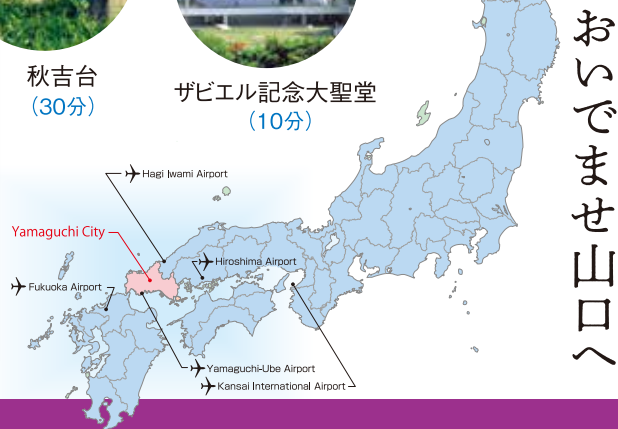 おいでませ山口へ
秋吉台
（30分）
ザビエル記念大聖堂
（10分）
Hagi Iwami Airport
Yamaguchi City
Hiroshima Airport
Fukuoka Airport
Yamaguchi-Ube Airport
Kansai International Airport